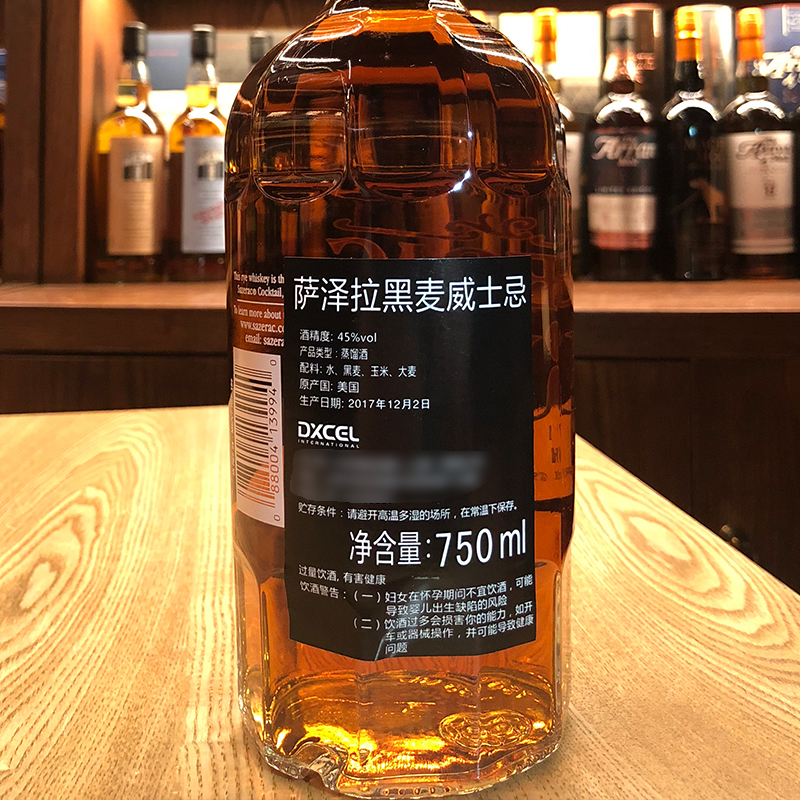 萨泽拉黑麦威士忌
酒精度: 45%vol
产品类型: 蒸馏酒
配料: 水、黑麦、玉米、大麦
原产国: 美国
生产日期: 2017年12月2日
DXCEL
INTERNATIONAL
贮存条件: 请避开高温多湿的场所, 在常温下保存。
净含量: 750 ml
过量饮酒, 有害健康
饮酒警告: (一) 妇女在怀孕期间不宜饮酒, 可能
导致婴儿出生缺陷的风险
(二) 饮酒过多会损害你的能力, 如开
车或器械操作, 并可能导致健康
问题
This rye whiskey is the
Sazerac Cocktail,
To learn more about
www.sazerac.co
email: sazera
0 88004 13994 0
Arran